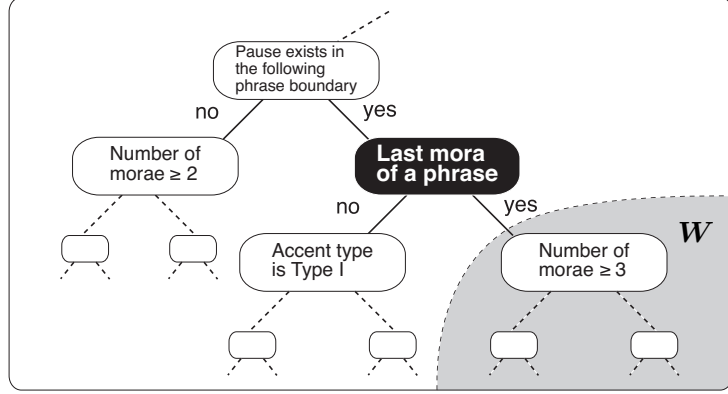 Pause exists in
the following
phrase boundary
no
yes
Number of
morae ≥ 2
Last mora
of a phrase
no
yes
Accent type
is Type I
Number of
morae ≥ 3
W